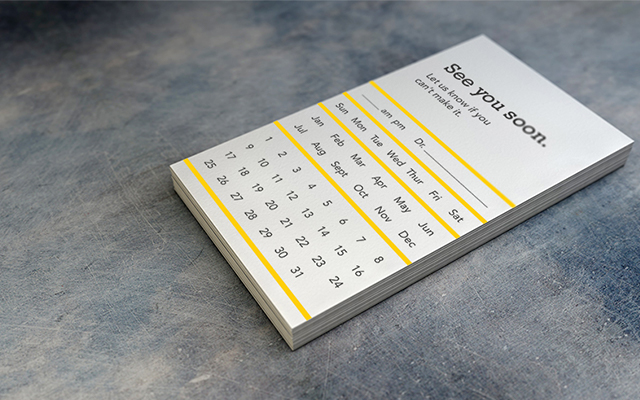 See you soon.
Let us know if you
can't make it.
____ am pm Dr. ____________
Sun Mon Tue Wed Thur Fri Sat
Jan Feb Mar Apr May Jun
Jul Aug Sept Oct Nov Dec
1 2 3 4 5 6 7 8
9 10 11 12 13 14 15 16
17 18 19 20 21 22 23 24
25 26 27 28 29 30 31